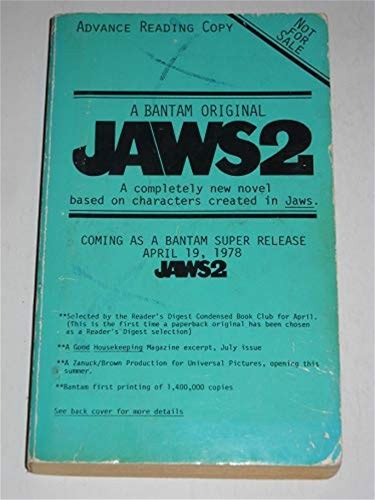 ADVANCE READING COPY
NOT
FOR
SALE
A BANTAM ORIGINAL
JAWS2
A completely new novel
based on characters created in Jaws.
COMING AS A BANTAM SUPER RELEASE
APRIL 19, 1978
JAWS2
**Selected by the Reader's Digest Condensed Book Club for April.
(This is the first time a paperback original has been chosen
as a Reader's Digest selection)
**A Good Housekeeping Magazine excerpt, July issue
**A Zanuck/Brown Production for Universal Pictures, opening this
summer.
**Bantam first printing of 1,400,000 copies
See back cover for more details